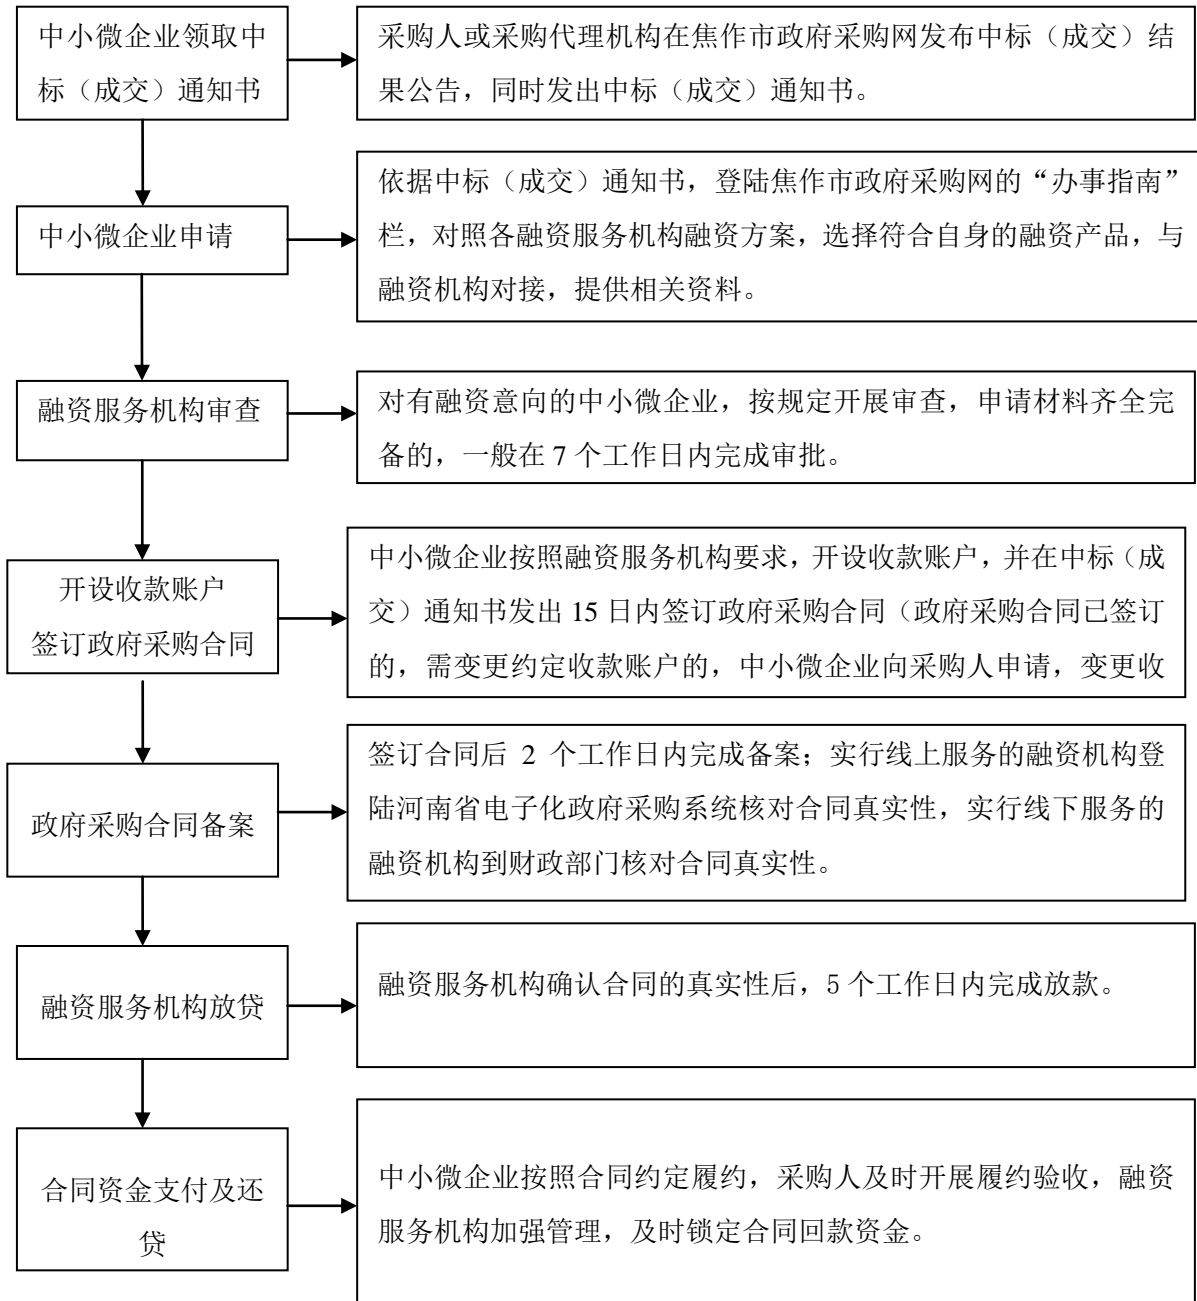 中小微企业领取中
标（成交）通知书
采购人或采购代理机构在焦作市政府采购网发布中标（成交）结
果公告，同时发出中标（成交）通知书。
中小微企业申请
依据中标（成交）通知书，登陆焦作市政府采购网的“办事指南”
栏，对照各融资服务机构融资方案，选择符合自身的融资产品，与
融资机构对接，提供相关资料。
融资服务机构审查
对有融资意向的中小微企业，按规定开展审查，申请材料齐全完
备的，一般在 7 个工作日内完成审批。
开设收款账户
签订政府采购合同
中小微企业按照融资服务机构要求，开设收款账户，并在中标（成
交）通知书发出 15 日内签订政府采购合同（政府采购合同已签订
的，需变更约定收款账户的，中小微企业向采购人申请，变更收
政府采购合同备案
签订合同后 2 个工作日内完成备案；实行线上服务的融资机构登
陆河南省电子化政府采购系统核对合同真实性，实行线下服务的
融资机构到财政部门核对合同真实性。
融资服务机构放贷
融资服务机构确认合同的真实性后，5 个工作日内完成放款。
合同资金支付及还
贷
中小微企业按照合同约定履约，采购人及时开展履约验收，融资
服务机构加强管理，及时锁定合同回款资金。